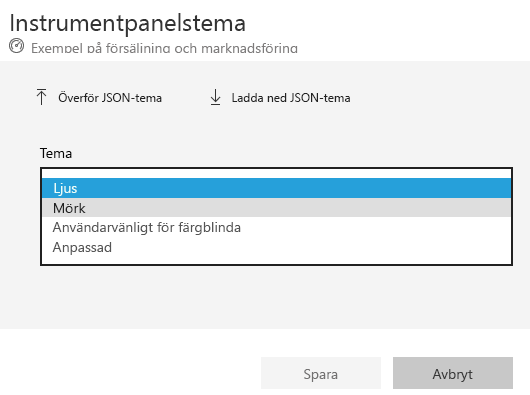 Instrumentpanelstema
Exempel på försäljning och marknadsföring
Överför JSON-tema
Ladda ned JSON-tema
Tema
Ljus
Mörk
Användarvänligt för färgblinda
Anpassad
Spara
Avbryt